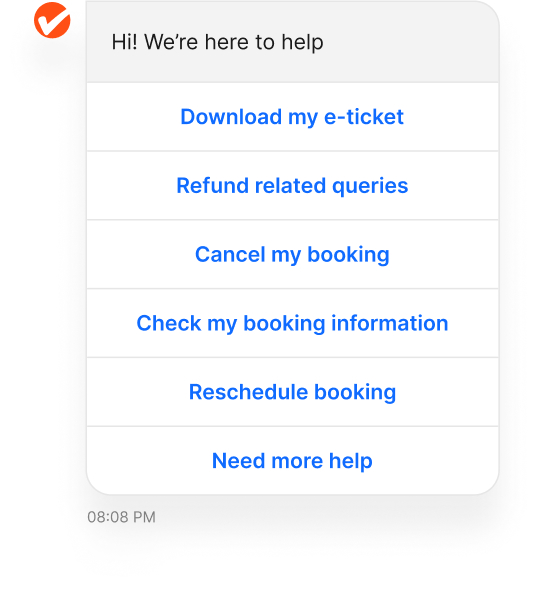 Hi! We’re here to help
Download my e-ticket
Refund related queries
Cancel my booking
Check my booking information
Reschedule booking
Need more help
08:08 PM